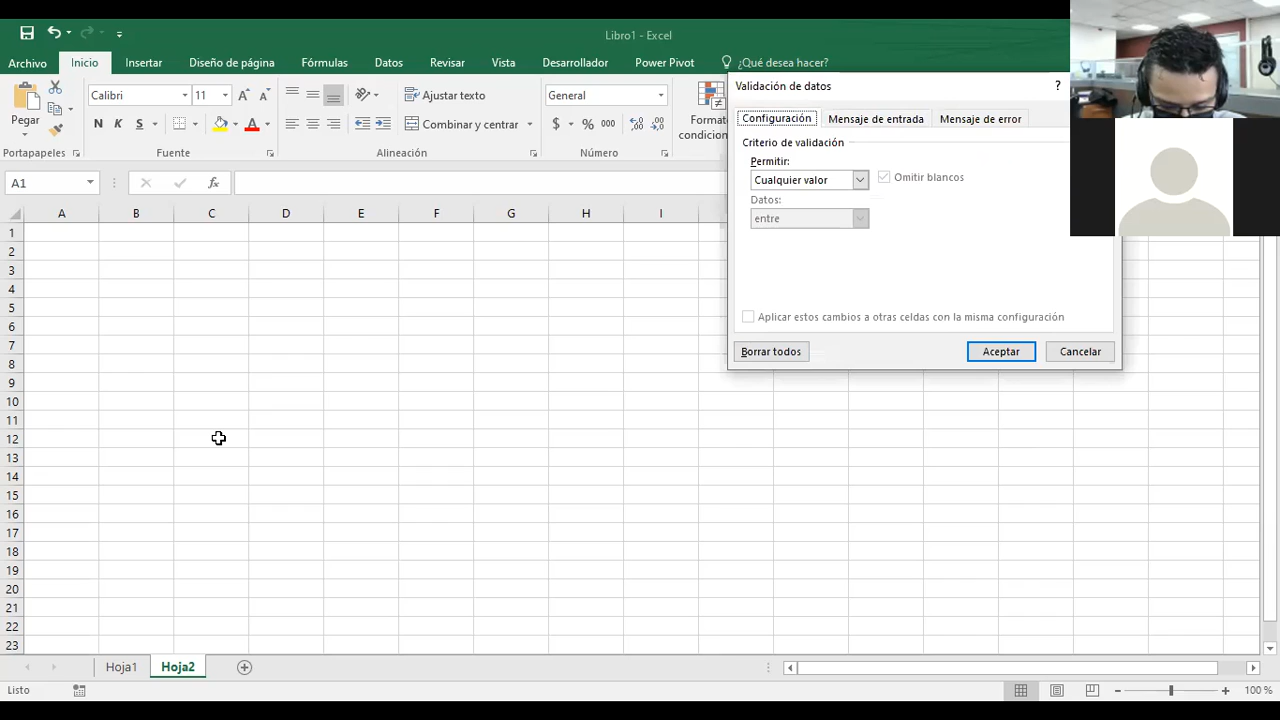 Libro1 - Excel
Archivo Inicio Insertar Diseño de página Fórmulas Datos Revisar Vista Desarrollador Power Pivot ¿Qué desea hacer?
Validación de datos ?
Pegar
Calibri 11
N K S
Ajustar texto
Combinar y centrar
General
$ % 000
Format
condicion
Portapapeles Fuente Alineación Número
Configuración Mensaje de entrada Mensaje de error
Criterio de validación
Permitir:
Cualquier valor Omitir blancos
Datos:
entre
Aplicar estos cambios a otras celdas con la misma configuración
Borrar todos Aceptar Cancelar
A1 fx
A B C D E F G H I
1
2
3
4
5
6
7
8
9
10
11
12
13
14
15
16
17
18
19
20
21
22
23
Hoja1 Hoja2
Listo 100 %